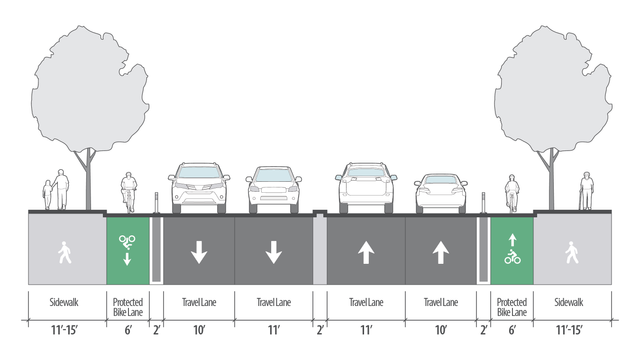 Sidewalk
Protected
Bike Lane
Travel Lane
Travel Lane
Travel Lane
Travel Lane
Protected
Bike Lane
Sidewalk
11'-15' 6' 2' 10' 11' 2' 11' 10' 2' 6' 11'-15'